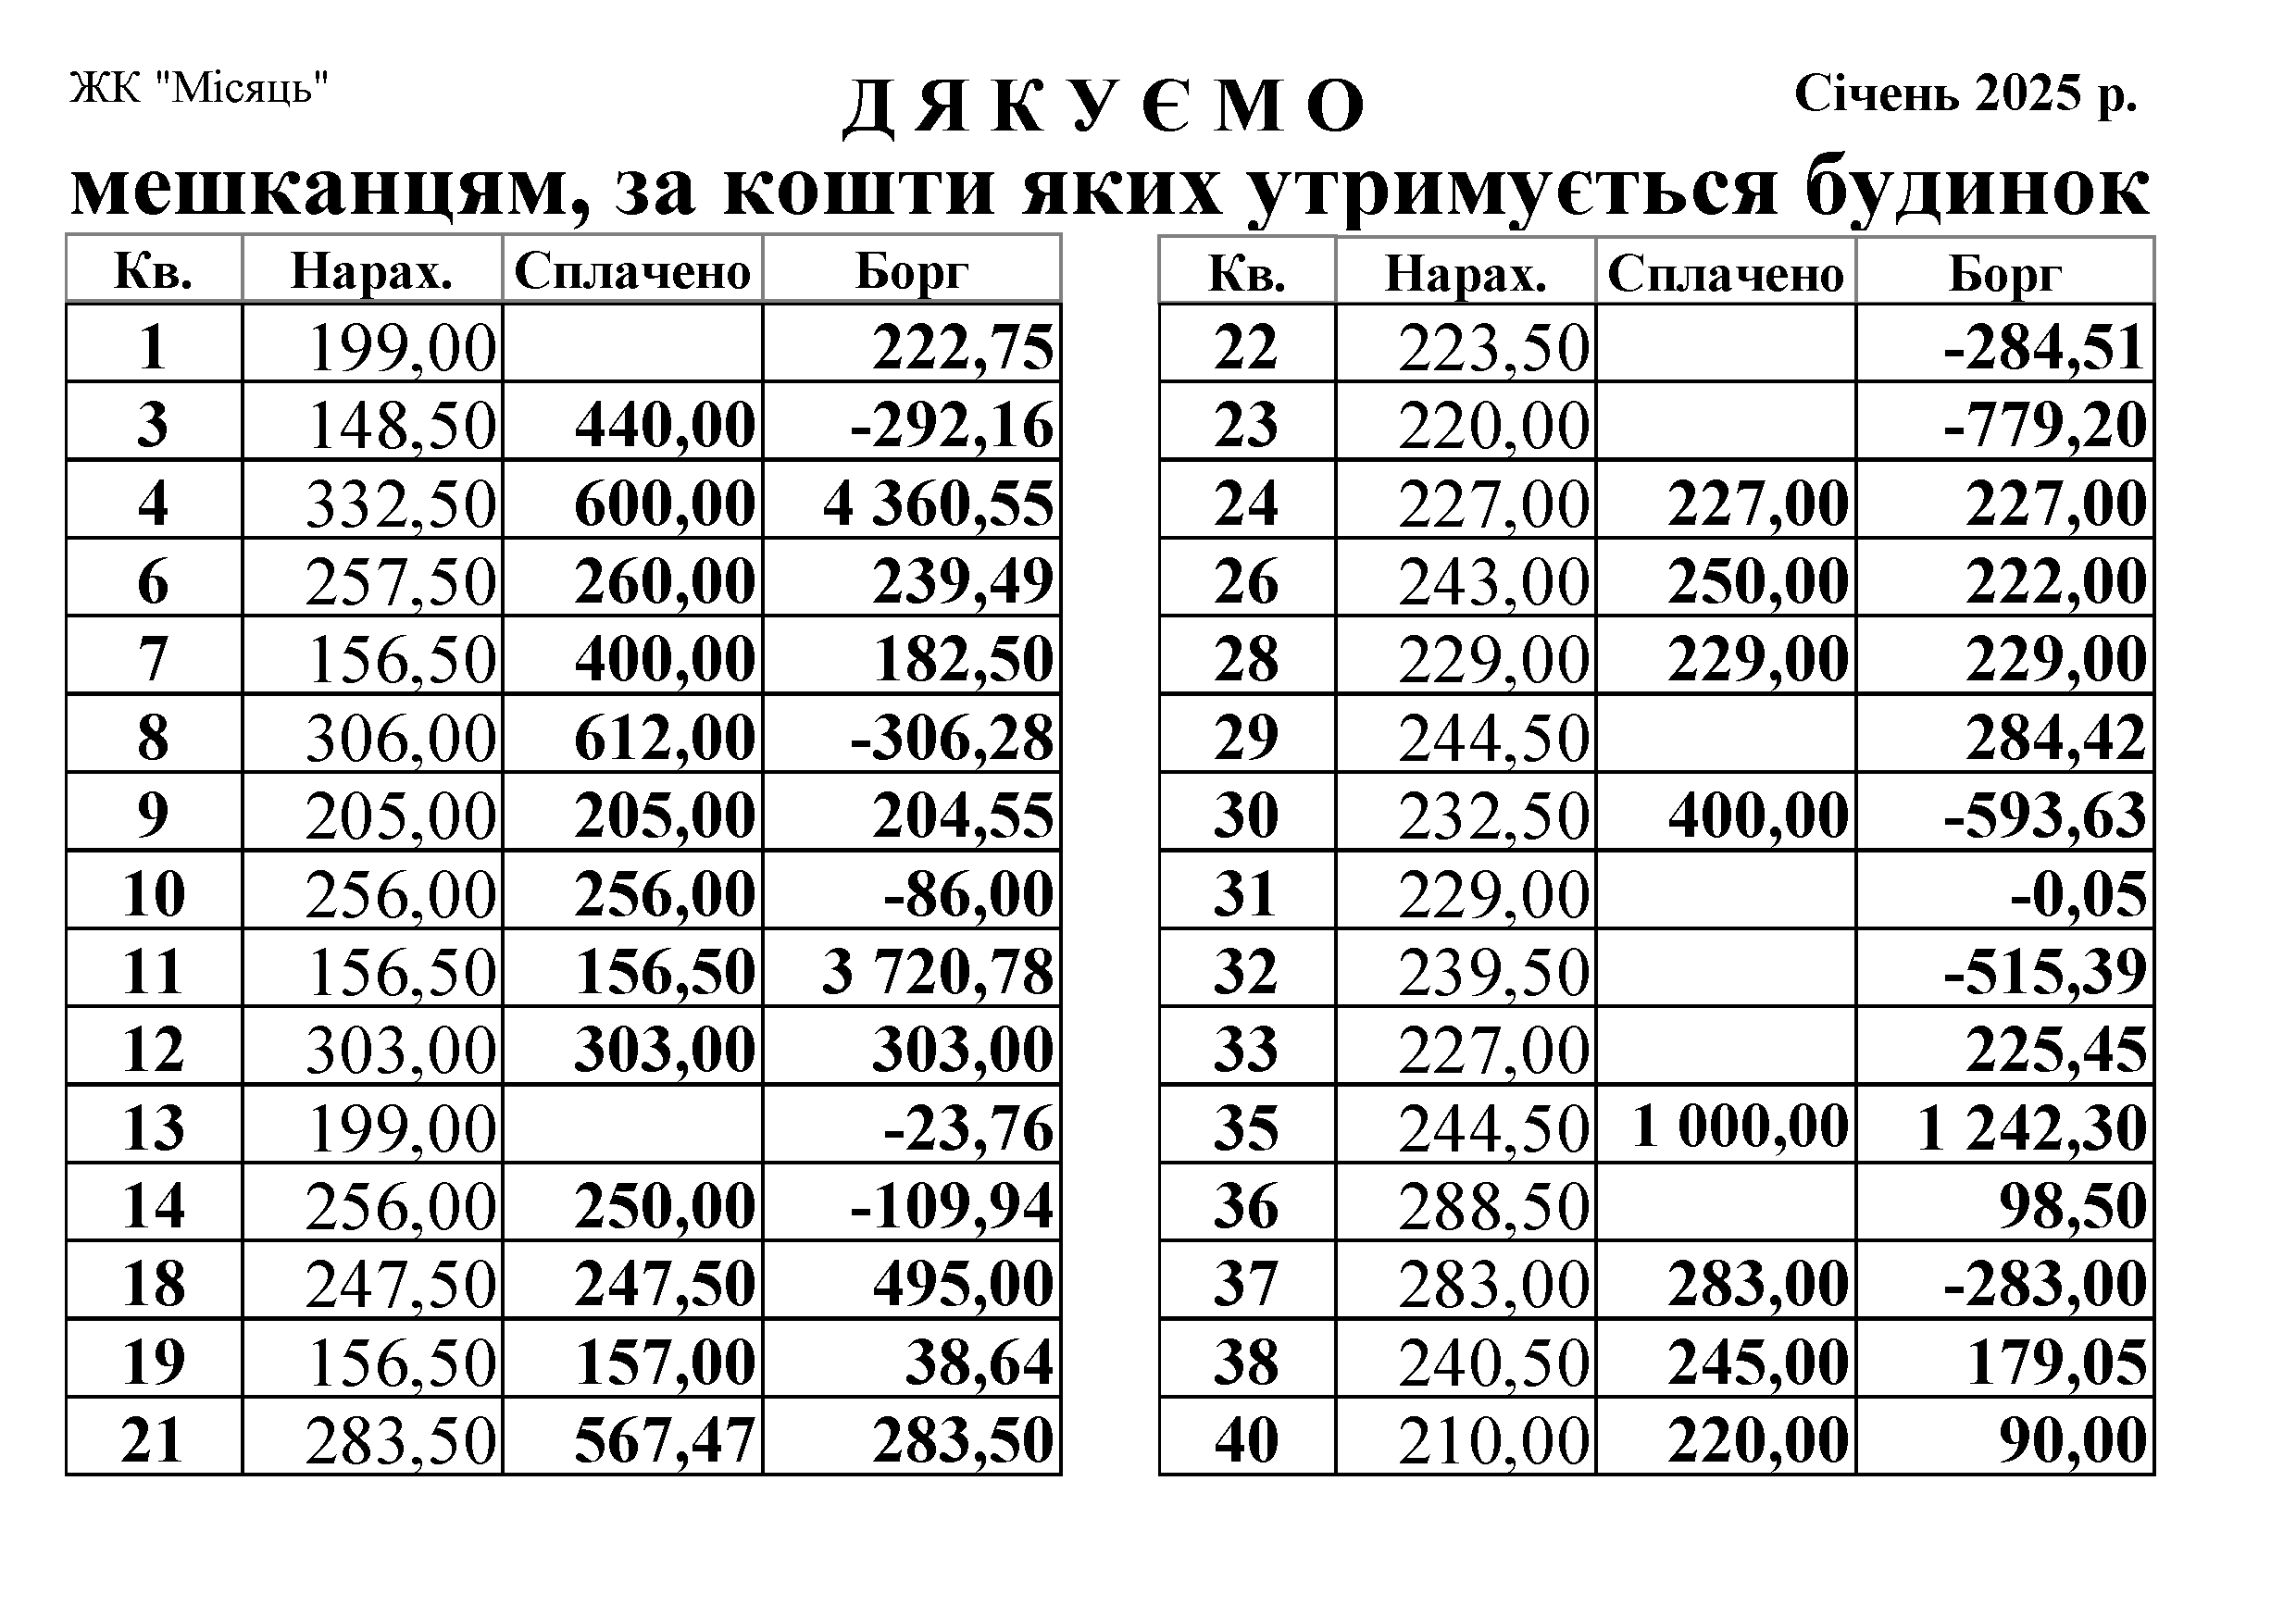 ЖК "Місяць"
Д Я К У Є М О
Січень 2025 р.
мешканцям, за кошти яких утримується будинок
Кв. Нарах. Сплачено Борг
1 199,00 222,75
3 148,50 440,00 -292,16
4 332,50 600,00 4 360,55
6 257,50 260,00 239,49
7 156,50 400,00 182,50
8 306,00 612,00 -306,28
9 205,00 205,00 204,55
10 256,00 256,00 -86,00
11 156,50 156,50 3 720,78
12 303,00 303,00 303,00
13 199,00 -23,76
14 256,00 250,00 -109,94
18 247,50 247,50 495,00
19 156,50 157,00 38,64
21 283,50 567,47 283,50
Кв. Нарах. Сплачено Борг
22 223,50 -284,51
23 220,00 -779,20
24 227,00 227,00 227,00
26 243,00 250,00 222,00
28 229,00 229,00 229,00
29 244,50 284,42
30 232,50 400,00 -593,63
31 229,00 -0,05
32 239,50 -515,39
33 227,00 225,45
35 244,50 1 000,00 1 242,30
36 288,50 98,50
37 283,00 283,00 -283,00
38 240,50 245,00 179,05
40 210,00 220,00 90,00